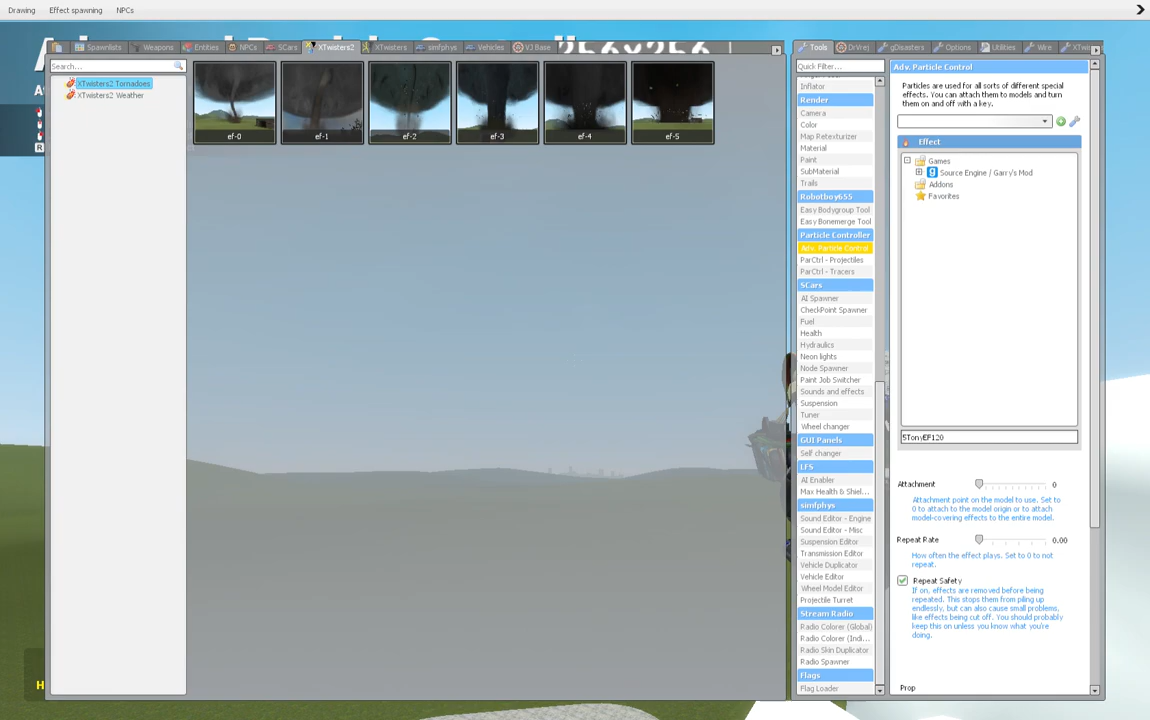 Drawing Effect spawning NPCs
Spawnlists Weapons Entities NPCs SCars XTwisters2 XTwisters simfphys Vehicles VJ Base
Search...
XTwisters2 Tornadoes
XTwisters2 Weather
ef-0 ef-1 ef-2 ef-3 ef-4 ef-5
256x256
Tools DrVrej gDisasters Options Utilities Wire XTwis
Quick Filter...
Inflator
Render
Camera
Color
Map Retexturizer
Material
Paint
SubMaterial
Trails
Robotboy655
Easy Bodygroup Tool
Easy Bonemerge Tool
Particle Controller
Adv. Particle Control
ParCtrl - Projectiles
ParCtrl - Tracers
SCars
AI Spawner
CheckPoint Spawner
Fuel
Health
Hydraulics
Neon lights
Node Spawner
Paint Job Switcher
Sounds and effects
Suspension
Tuner
Wheel changer
GUI Panels
Self changer
LFS
AI Enabler
Max Health & Shiel...
simfphys
Sound Editor - Engine
Sound Editor - Misc
Suspension Editor
Transmission Editor
Vehicle Duplicator
Vehicle Editor
Wheel Model Editor
Projectile Turret
Stream Radio
Radio Colorer (Global)
Radio Colorer (Indi...
Radio Skin Duplicator
Radio Spawner
Flags
Flag Loader
Adv. Particle Control
Particles are used for all sorts of different
special effects. You can attach them to models and turn
them on and off with a key.
Effect
Games
Source Engine / Garry's Mod
Addons
Favorites
5TonyEF120
Attachment 0
Attachment point on the model to use. Set to
0 to attach to the model origin or to attach
model-covering effects to the entire model.
Repeat Rate 0.00
How often the effect plays. Set to 0 to not
repeat.
Repeat Safety
If on, effects are removed before being
repeated. This stops them from piling up
endlessly, but can also cause small problems,
like effects being cut off. You should probably
keep this on unless you know what you're
doing.
Prop
R
H